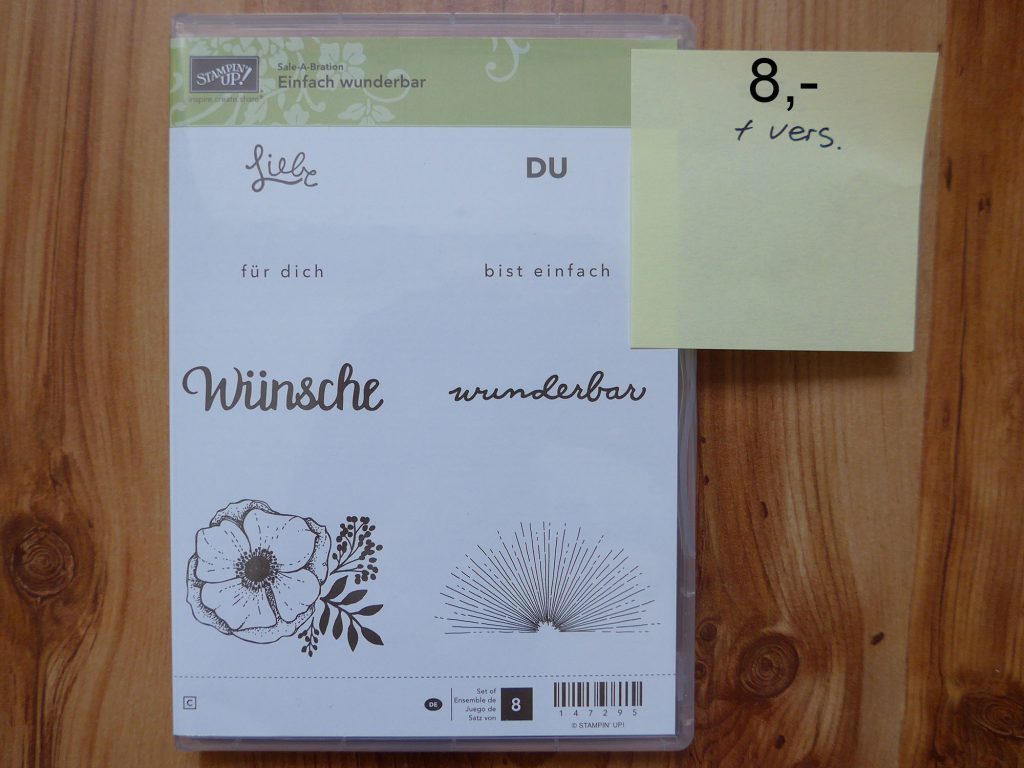 STAMPIN' UP!
inspire.create.share
Sale-A-Bration
Einfach wunderbar
8,-
+ vers.
Liebe
DU
für dich
bist einfach
Wünsche
wunderbar
C
DE
Set of
Ensemble de
Juego de
Satz von
8
147295
© STAMPIN' UP!